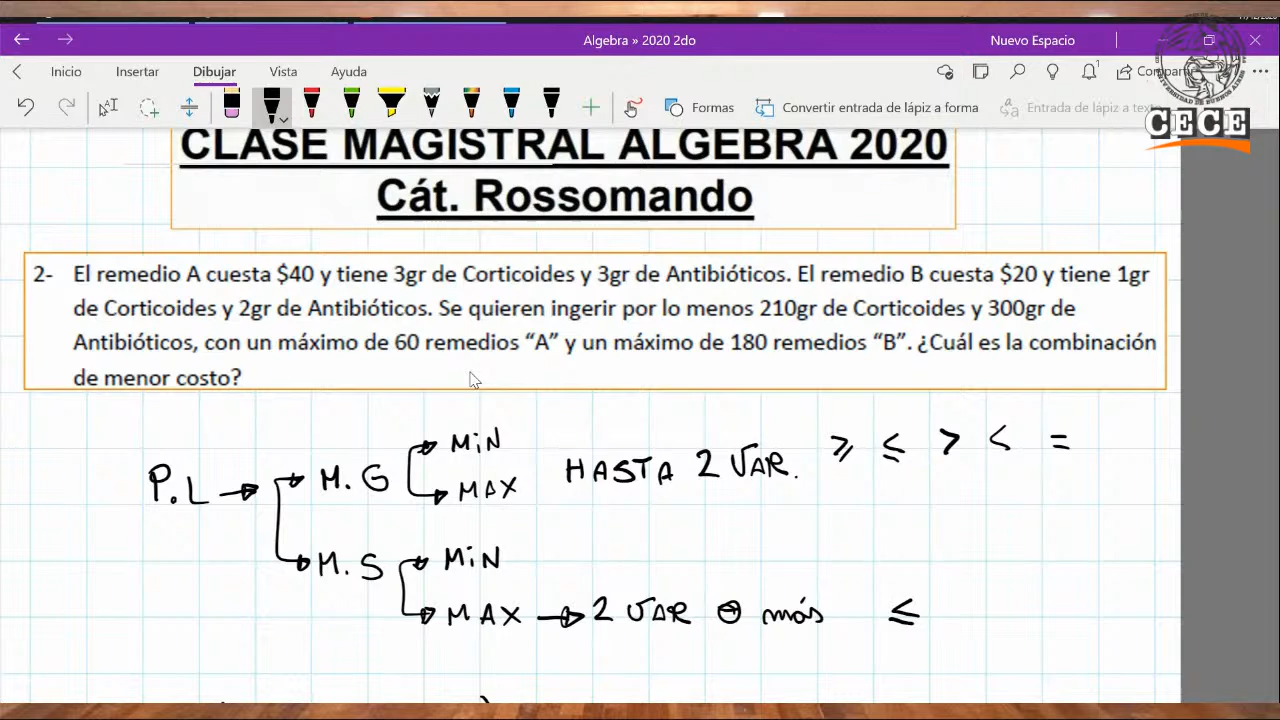 Algebra » 2020 2do
Nuevo Espacio
Inicio
Insertar
Dibujar
Vista
Ayuda
Formas
Convertir entrada de lápiz a forma
Entrada de lápiz a texto
CECE
CLASE MAGISTRAL ALGEBRA 2020
Cát. Rossomando
2- El remedio A cuesta $40 y tiene 3gr de Corticoides y 3gr de Antibióticos. El remedio B cuesta $20 y tiene 1gr
de Corticoides y 2gr de Antibióticos. Se quieren ingerir por lo menos 210gr de Corticoides y 300gr de
Antibióticos, con un máximo de 60 remedios “A” y un máximo de 180 remedios “B”. ¿Cuál es la combinación
de menor costo?
P.L → M.G MiN
MAX
HASTA 2 VAR. ≥ ≤ > < =
M.S MiN
MAX → 2 VAR O más ≤